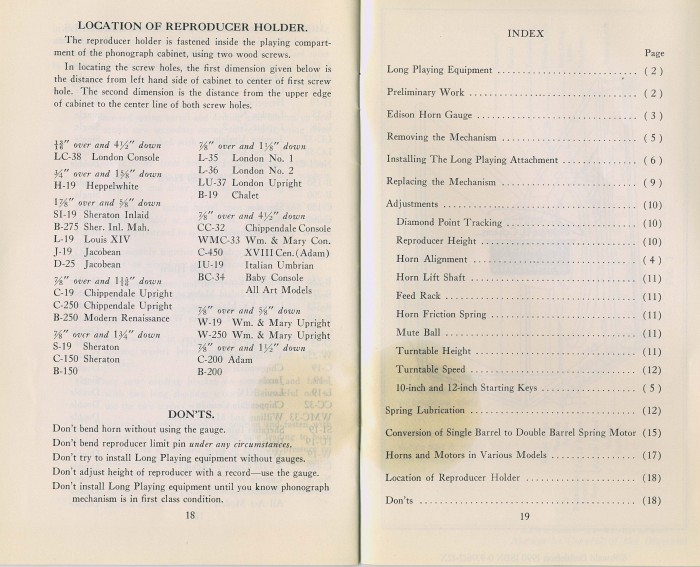 LOCATION OF REPRODUCER HOLDER.
The reproducer holder is fastened inside the playing compart-
ment of the phonograph cabinet, using two wood screws.
In locating the screw holes, the first dimension given below is
the distance from left hand side of cabinet to center of first screw
hole. The second dimension is the distance from the upper edge
of cabinet to the center line of both screw holes.
over and 4½" down
LC-38 London Console
¾" over and 1⅝" down
H-19 Heppelwhite
1⅞" over and ⅝" down
SI-19 Sheraton Inlaid
B-275 Sher. Inl. Mah.
L-19 Louis XIV
J-19 Jacobean
D-25 Jacobean
⅞" over and down
C-19 Chippendale Upright
C-250 Chippendale Upright
B-250 Modern Renaissance
⅞" over and 1¾" down
S-19 Sheraton
C-150 Sheraton
B-150
⅞" over and 1⅛" down
L-35 London No. 1
L-36 London No. 2
LU-37 London Upright
B-19 Chalet
⅞" over and 4½" down
CC-32 Chippendale Console
WMC-33 Wm. & Mary Con.
C-450 XVIII Cen. (Adam)
IU-19 Italian Umbrian
BC-34 Baby Console
All Art Models
⅞" over and ⅝" down
W-19 Wm. & Mary Upright
W-250 Wm. & Mary Upright
⅞" over and 1½" down
C-200 Adam
B-200
DON'TS.
Don't bend horn without using the gauge.
Don't bend reproducer limit pin under any circumstances.
Don't try to install Long Playing equipment without gauges.
Don't adjust height of reproducer with a record—use the gauge.
Don't install Long Playing equipment until you know phonograph
mechanism is in first class condition.
18
INDEX
Page
Long Playing Equipment ........ ( 2 )
Preliminary Work ........ ( 2 )
Edison Horn Gauge ........ ( 3 )
Removing the Mechanism ........ ( 5 )
Installing The Long Playing Attachment ........ ( 6 )
Replacing the Mechanism ........ ( 9 )
Adjustments ........ (10)
Diamond Point Tracking ........ (10)
Reproducer Height ........ (10)
Horn Alignment ........ ( 4 )
Horn Lift Shaft ........ (11)
Feed Rack ........ (11)
Horn Friction Spring ........ (11)
Mute Ball ........ (11)
Turntable Height ........ (11)
Turntable Speed ........ (12)
10-inch and 12-inch Starting Keys ........ ( 5 )
Spring Lubrication ........ (12)
Conversion of Single Barrel to Double Barrel Spring Motor (15)
Horns and Motors in Various Models ........ (17)
Location of Reproducer Holder ........ (18)
Don'ts ........ (18)
19